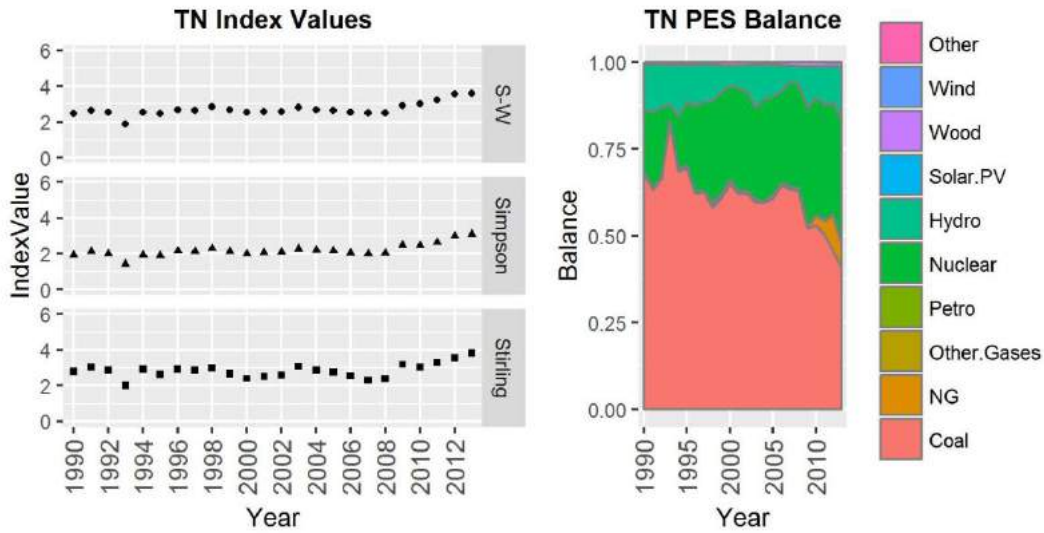 TN Index Values
IndexValue
6
4
2
0
S-W
6
4
2
0
Simpson
6
4
2
0
Stirling
1990
1992
1994
1996
1998
2000
2002
2004
2006
2008
2010
2012
Year
TN PES Balance
Balance
1.00
0.75
0.50
0.25
0.00
1990
1995
2000
2005
2010
Year
Other
Wind
Wood
Solar.PV
Hydro
Nuclear
Petro
Other.Gases
NG
Coal